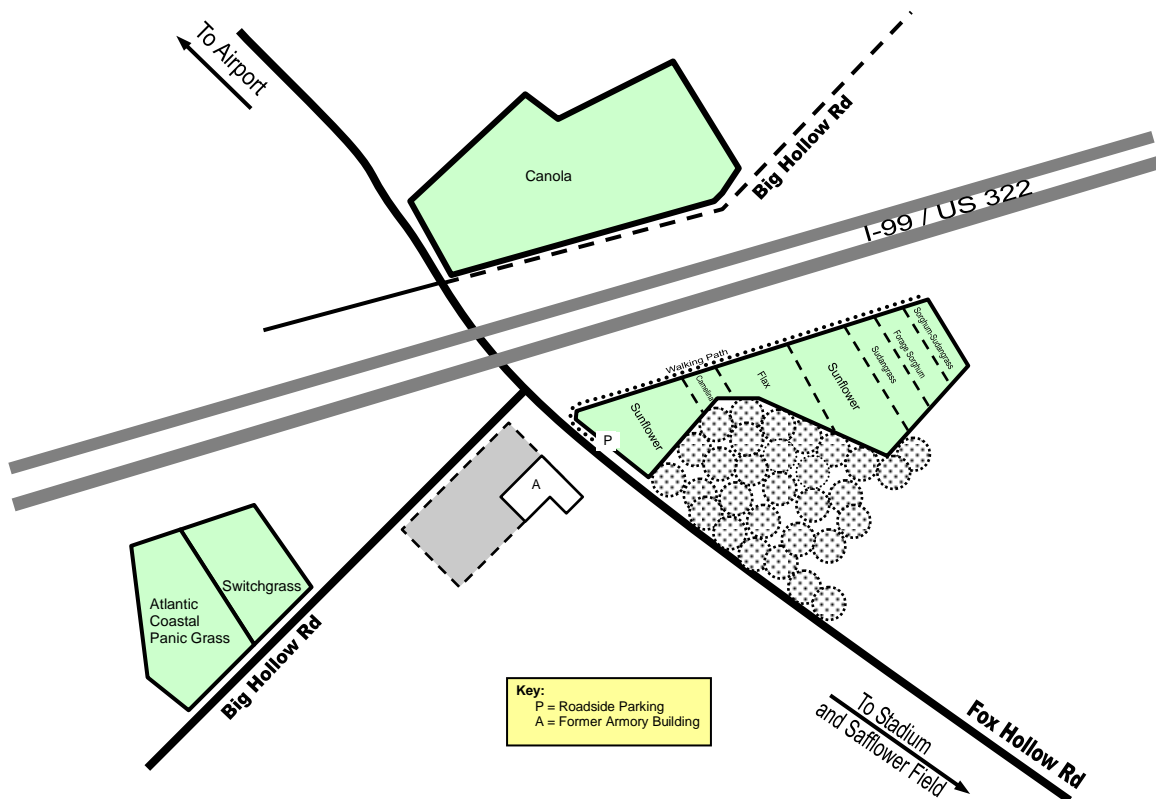 To Airport
Canola
Big Hollow Rd
I-99 / US 322
Walking Path
Sunflower
Camelina
Flax
Sunflower
Sudangrass
Forage Sorghum
Sorghum-Sudangrass
P
A
Switchgrass
Atlantic
Coastal
Panic Grass
Big Hollow Rd
Key:
P = Roadside Parking
A = Former Armory Building
To Stadium
and Safflower Field
Fox Hollow Rd